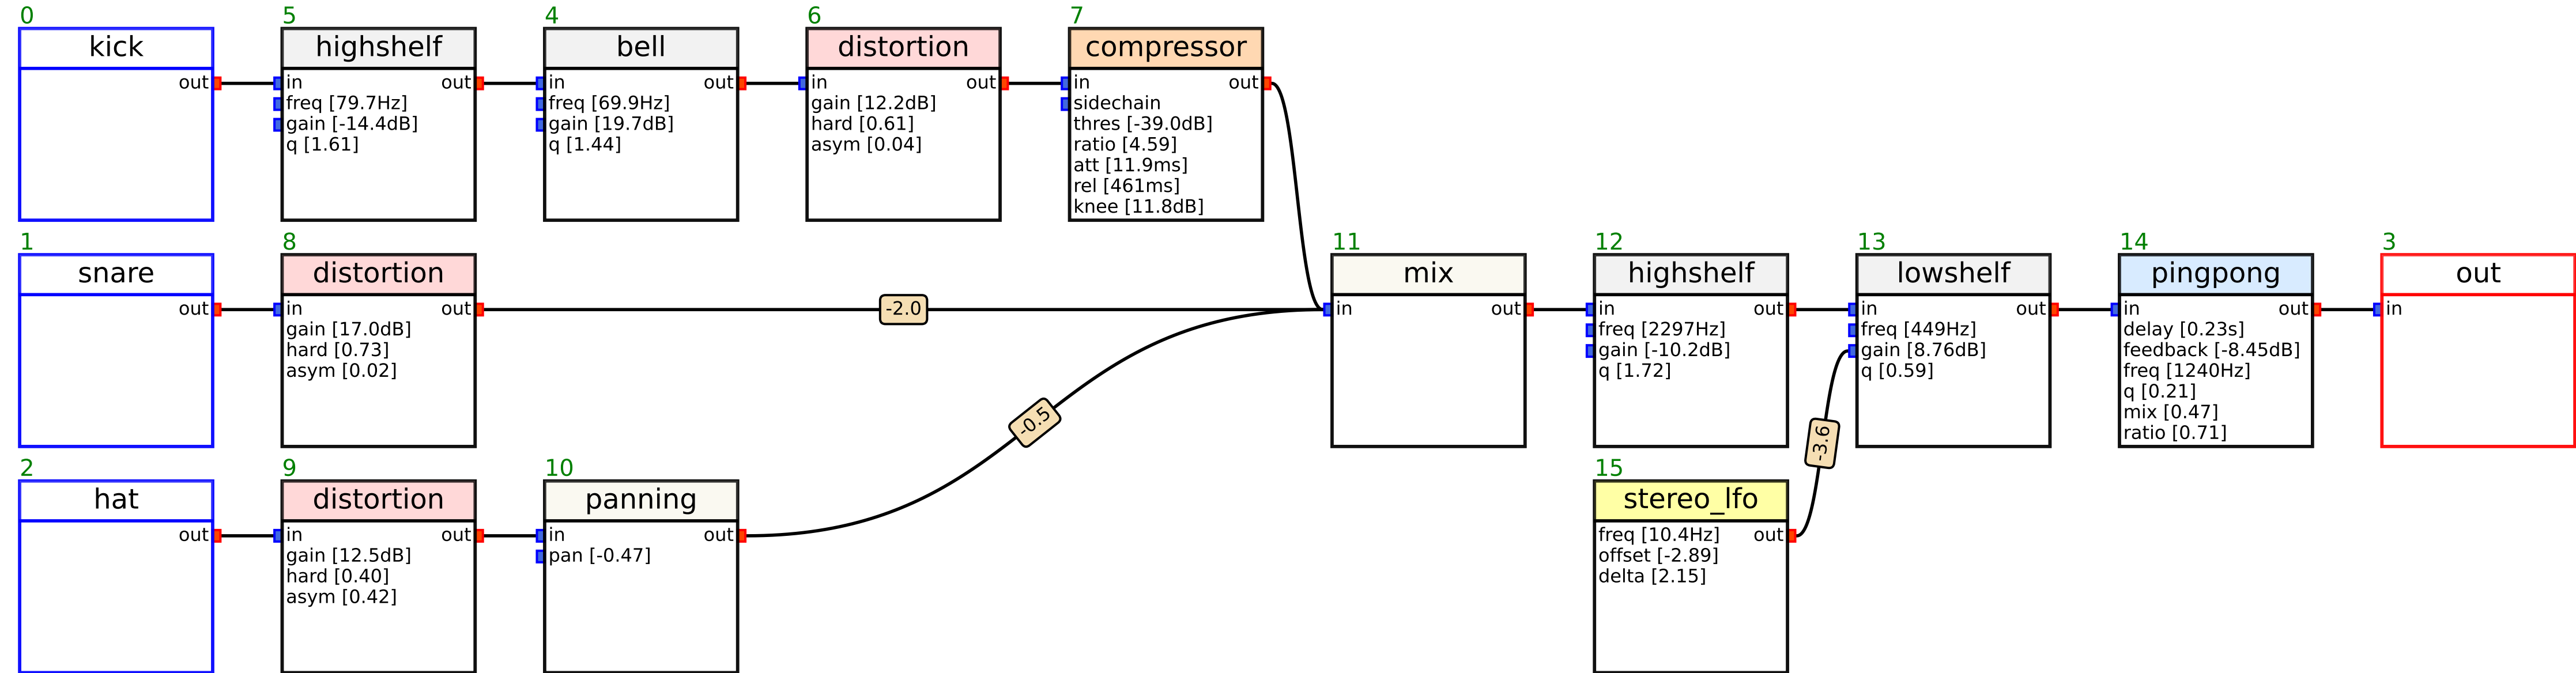 0
kick
out
5
highshelf
in out
freq [79.7Hz]
gain [-14.4dB]
q [1.61]
4
bell
in out
freq [69.9Hz]
gain [19.7dB]
q [1.44]
6
distortion
in out
gain [12.2dB]
hard [0.61]
asym [0.04]
7
compressor
in out
sidechain
thres [-39.0dB]
ratio [4.59]
att [11.9ms]
rel [461ms]
knee [11.8dB]
1
snare
out
8
distortion
in out
gain [17.0dB]
hard [0.73]
asym [0.02]
-2.0
11
mix
in out
12
highshelf
in out
freq [2297Hz]
gain [-10.2dB]
q [1.72]
13
lowshelf
in out
freq [449Hz]
gain [8.76dB]
q [0.59]
14
pingpong
in out
delay [0.23s]
feedback [-8.45dB]
freq [1240Hz]
q [0.21]
mix [0.47]
ratio [0.71]
3
out
in
2
hat
out
9
distortion
in out
gain [12.5dB]
hard [0.40]
asym [0.42]
10
panning
in out
pan [-0.47]
-0.5
15
stereo_lfo
freq [10.4Hz] out
offset [-2.89]
delta [2.15]
-3.6